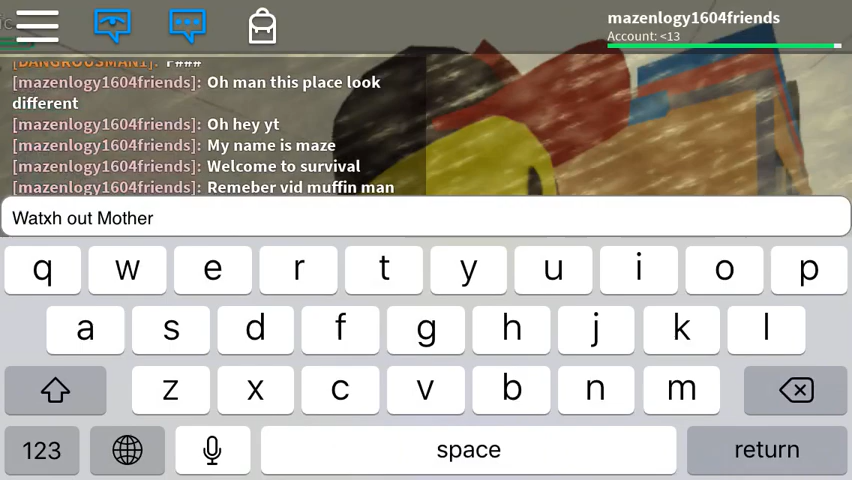 mazenlogy1604friends
Account: <13
[DANGROUSMAN1]: r###
[mazenlogy1604friends]: Oh man this place look
different
[mazenlogy1604friends]: Oh hey yt
[mazenlogy1604friends]: My name is maze
[mazenlogy1604friends]: Welcome to survival
[mazenlogy1604friends]: Remeber vid muffin man
Watxh out Mother
q w e r t y u i o p
a s d f g h j k l
z x c v b n m
123 space return